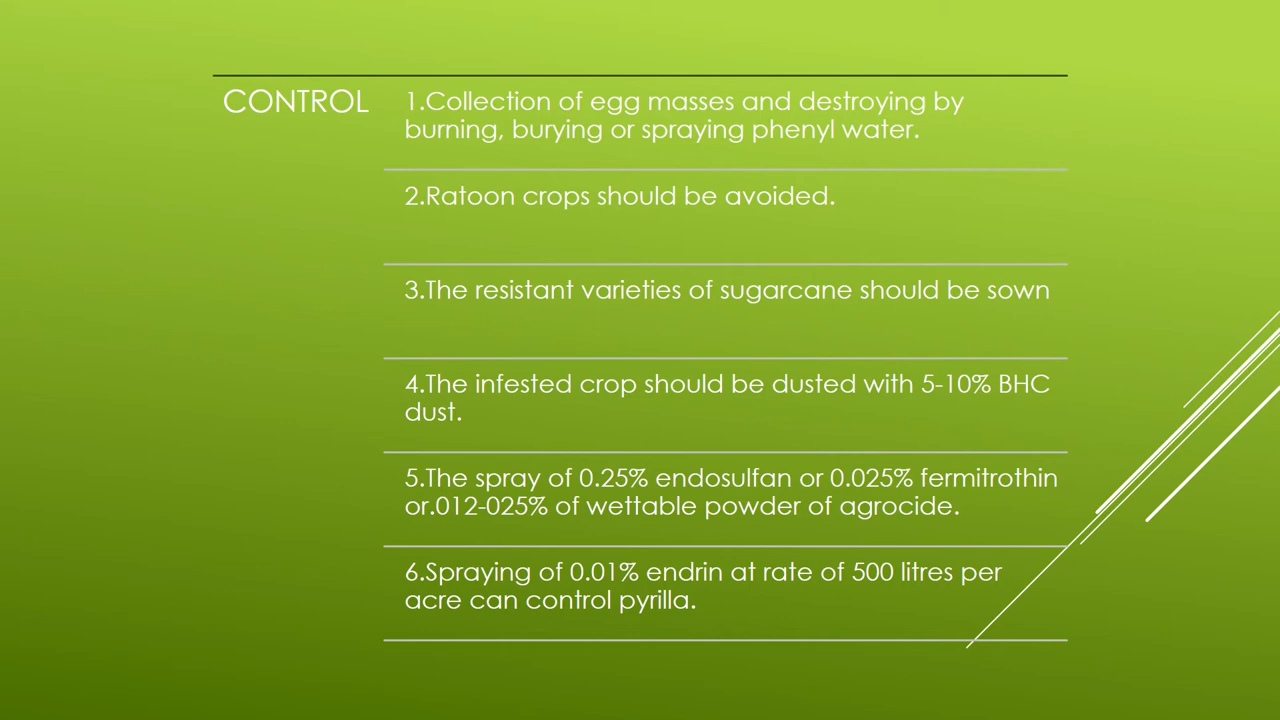 CONTROL
1.Collection of egg masses and destroying by
burning, burying or spraying phenyl water.
2.Ratoon crops should be avoided.
3.The resistant varieties of sugarcane should be sown
4.The infested crop should be dusted with 5-10% BHC
dust.
5.The spray of 0.25% endosulfan or 0.025% fermitrothin
or.012-025% of wettable powder of agrocide.
6.Spraying of 0.01% endrin at rate of 500 litres per
acre can control pyrilla.